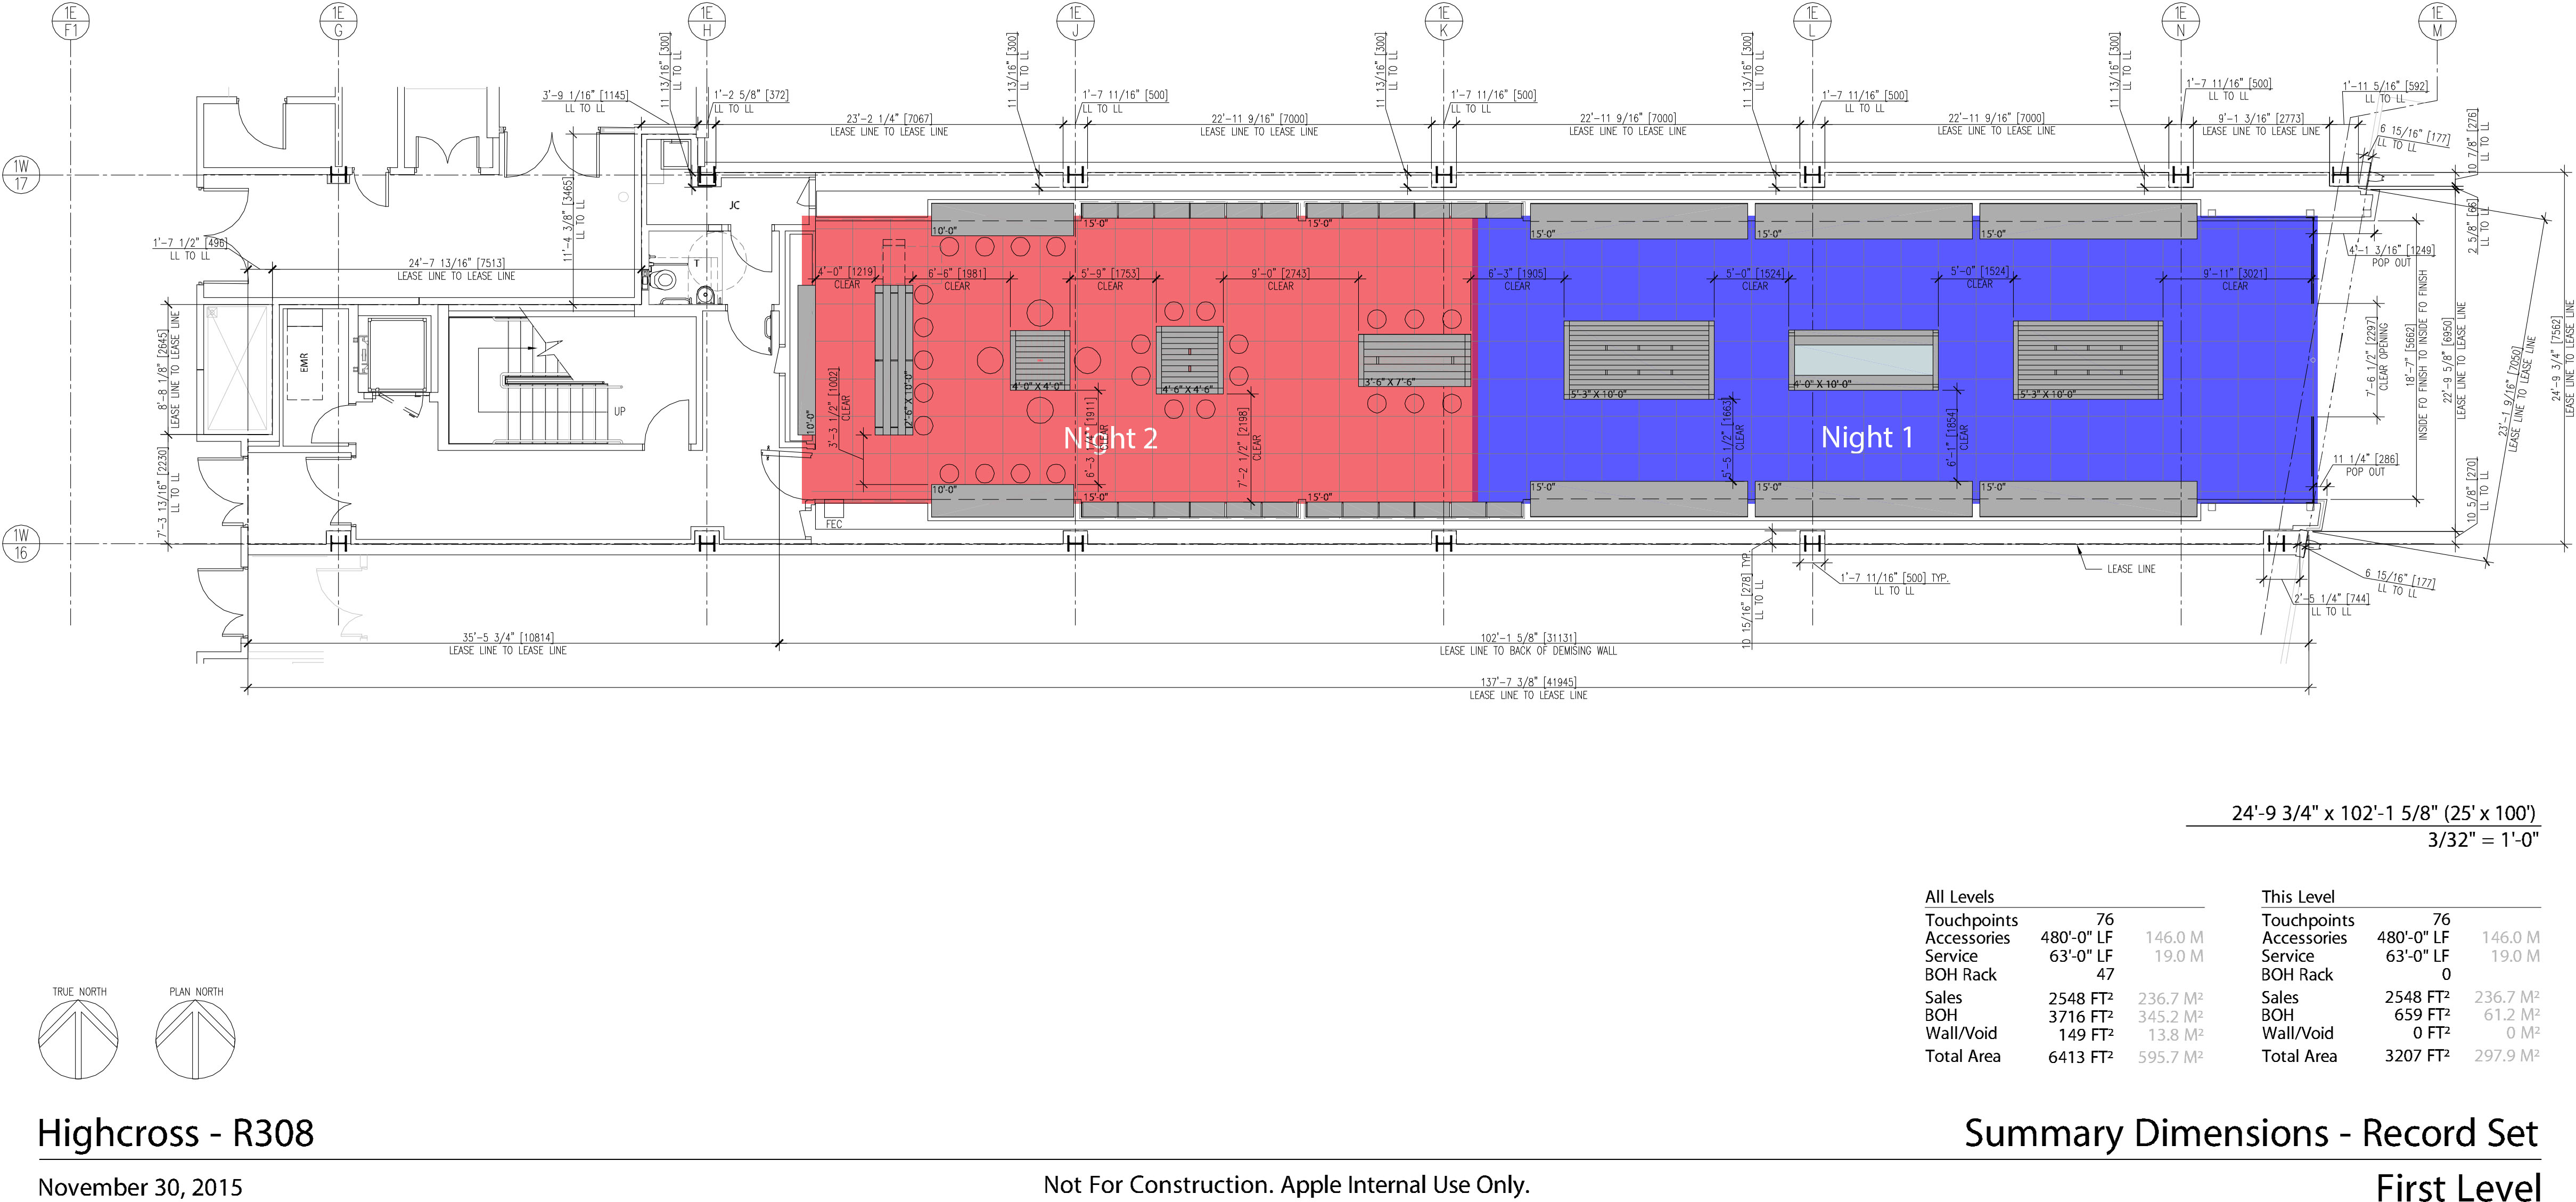 1E
F1
1E
G
1E
H
1E
J
1E
K
1E
L
1E
N
1E
M
11 13/16" [300]
LL TO LL
11 13/16" [300]
LL TO LL
11 13/16" [300]
LL TO LL
11 13/16" [300]
LL TO LL
11 13/16" [300]
LL TO LL
3'-9 1/16" [1145]
LL TO LL
1'-2 5/8" [372]
LL TO LL
1'-7 11/16" [500]
LL TO LL
1'-7 11/16" [500]
LL TO LL
1'-7 11/16" [500]
LL TO LL
1'-7 11/16" [500]
LL TO LL
1'-11 5/16" [592]
LL TO LL
23'-2 1/4" [7067]
LEASE LINE TO LEASE LINE
22'-11 9/16" [7000]
LEASE LINE TO LEASE LINE
22'-11 9/16" [7000]
LEASE LINE TO LEASE LINE
22'-11 9/16" [7000]
LEASE LINE TO LEASE LINE
9'-1 3/16" [2773]
LEASE LINE TO LEASE LINE
6 15/16" [177]
LL TO LL
10 7/8" [276]
LL TO LL
1W
17
JC
11'-4 3/8" [3465]
LL TO LL
1'-7 1/2" [496]
LL TO LL
24'-7 13/16" [7513]
LEASE LINE TO LEASE LINE
T
10'-0"
15'-0"
15'-0"
15'-0"
15'-0"
15'-0"
2 5/8" [66]
LL TO LL
4'-1 3/16" [1249]
POP OUT
4'-0" [1219]
CLEAR
6'-6" [1981]
CLEAR
5'-9" [1753]
CLEAR
9'-0" [2743]
CLEAR
6'-3" [1905]
CLEAR
5'-0" [1524]
CLEAR
5'-0" [1524]
CLEAR
9'-11" [3021]
CLEAR
8'-8 1/8" [2645]
LEASE LINE TO LEASE LINE
EMR
UP
10'-0"
2'-6" X 10'-0"
4'-0" X 4'-0"
4'-6" X 4'-6"
3'-6" X 7'-6"
5'-3" X 10'-0"
4'-0" X 10'-0"
5'-3" X 10'-0"
3'-3 1/2" [1002]
CLEAR
6'-3 1/4" [1911]
CLEAR
7'-2 1/2" [2198]
CLEAR
5'-5 1/2" [1663]
CLEAR
6'-1" [1854]
CLEAR
Night 2
Night 1
7'-6 1/2" [2297]
CLEAR OPENING
18'-7" [5662]
INSIDE FO FINISH TO INSIDE FO FINISH
22'-9 5/8" [6950]
LEASE LINE TO LEASE LINE
23'-1 9/16" [7050]
LEASE LINE TO LEASE LINE
24'-9 3/4" [7562]
LEASE LINE TO LEASE LINE
7'-3 13/16" [2230]
LL TO LL
10'-0"
15'-0"
15'-0"
15'-0"
15'-0"
15'-0"
11 1/4" [286]
POP OUT
10 5/8" [270]
LL TO LL
FEC
1W
16
10 15/16" [278] TYP.
LL TO LL
1'-7 11/16" [500] TYP.
LL TO LL
LEASE LINE
6 15/16" [177]
LL TO LL
2'-5 1/4" [744]
LL TO LL
35'-5 3/4" [10814]
LEASE LINE TO LEASE LINE
102'-1 5/8" [31131]
LEASE LINE TO BACK OF DEMISING WALL
137'-7 3/8" [41945]
LEASE LINE TO LEASE LINE
24'-9 3/4" x 102'-1 5/8" (25' x 100')
3/32" = 1'-0"
All Levels
Touchpoints 76
Accessories 480'-0" LF 146.0 M
Service 63'-0" LF 19.0 M
BOH Rack 47
Sales 2548 FT² 236.7 M²
BOH 3716 FT² 345.2 M²
Wall/Void 149 FT² 13.8 M²
Total Area 6413 FT² 595.7 M²
This Level
Touchpoints 76
Accessories 480'-0" LF 146.0 M
Service 63'-0" LF 19.0 M
BOH Rack 0
Sales 2548 FT² 236.7 M²
BOH 659 FT² 61.2 M²
Wall/Void 0 FT² 0 M²
Total Area 3207 FT² 297.9 M²
TRUE NORTH
PLAN NORTH
Highcross - R308
Summary Dimensions - Record Set
November 30, 2015
Not For Construction. Apple Internal Use Only.
First Level